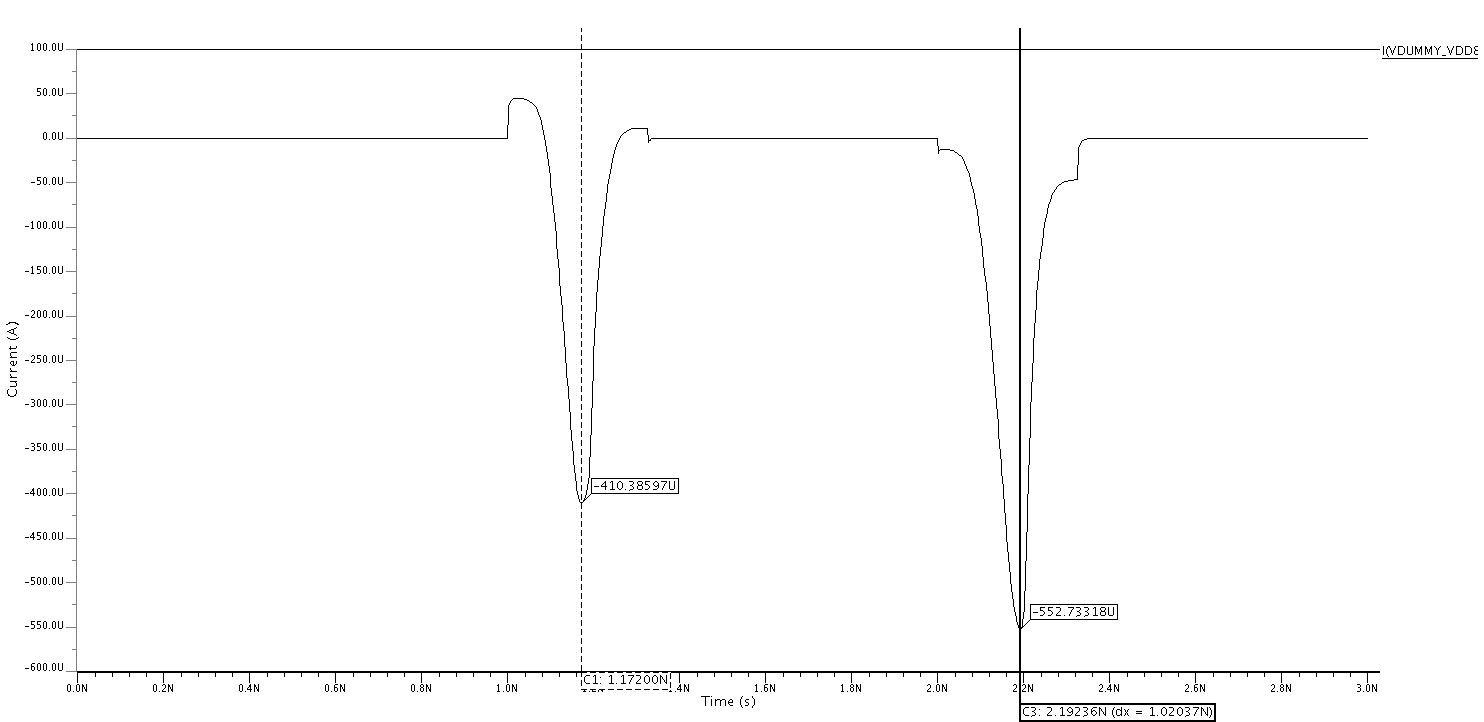 100.0U
I(VDUMMY_VDD8
50.0U
0.0U
-50.0U
-100.0U
-150.0U
-200.0U
-250.0U
-300.0U
-350.0U
-400.0U
-450.0U
-500.0U
-550.0U
-600.0U
Current (A)
-410.38597U
-552.73318U
0.0N 0.2N 0.4N 0.6N 0.8N 1.0N 1.4N 1.6N 1.8N 2.0N 2.2N 2.4N 2.6N 2.8N 3.0N
C1: 1.17200N
Time (s)
C3: 2.19236N (dx = 1.02037N)